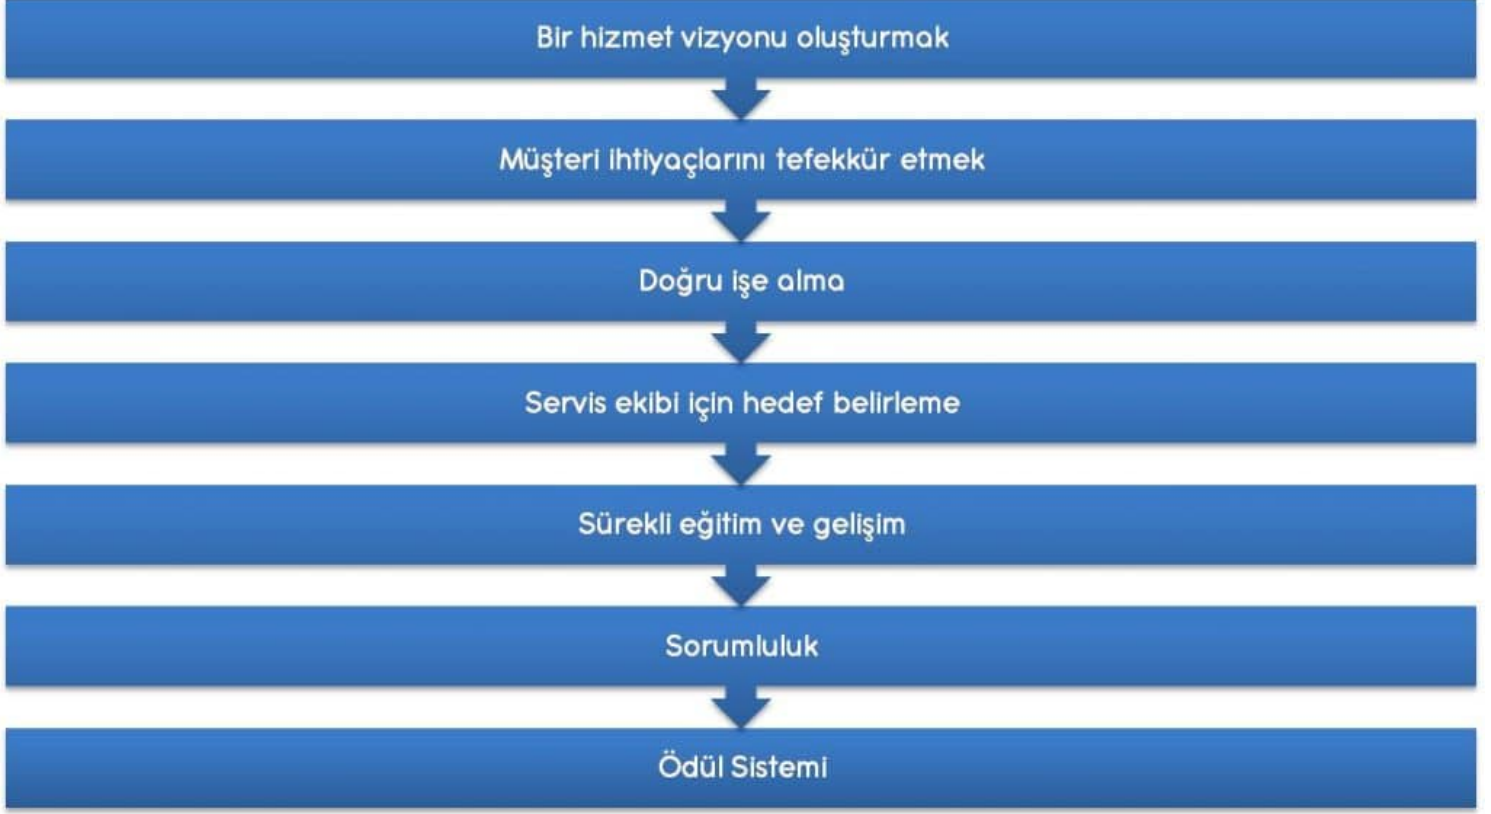 Bir hizmet vizyonu oluşturmak
Müşteri ihtiyaçlarını tefekkür etmek
Doğru işe alma
Servis ekibi için hedef belirleme
Sürekli eğitim ve gelişim
Sorumluluk
Ödül Sistemi